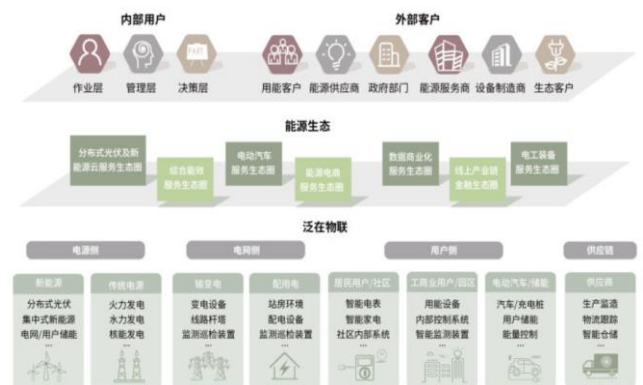 内部用户 外部客户
作业层 管理层 决策层 用能客户 能源供应商 政府部门 能源服务商 设备制造商 生态客户
能源生态
分布式光伏及新
能源云服务生态圈
综合能效
服务生态圈
电动汽车
服务生态圈
能源电商
服务生态圈
数据商业化
服务生态圈
线上产业链
金融生态圈
电工装备
服务生态圈
泛在物联
电源侧 电网侧 用户侧 供应链
新能源
分布式光伏
集中式新能源
电网/用户储能
...
传统电源
火力发电
水力发电
核能发电
...
输变电
变电设备
线路杆塔
监测巡检装置
...
配用电
站房环境
配电设备
监测巡检装置
...
居民用户/社区
智能电表
智能家电
社区内部系统
...
工商业用户/园区
用能设备
内部控制系统
智能监测装置
...
电动汽车/储能
汽车/充电桩
用户储能
能量控制
...
供应商
生产监造
物流跟踪
智能仓储
...